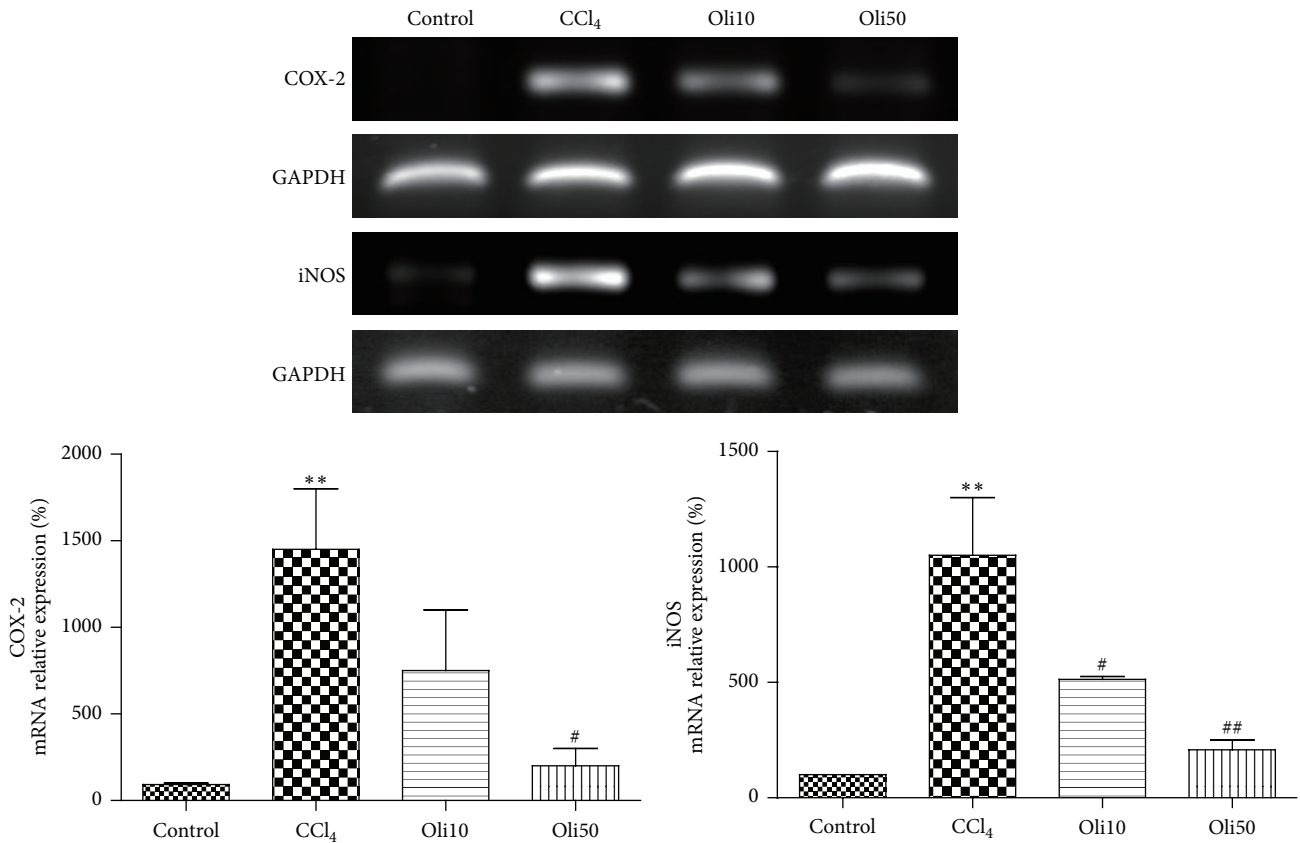 Control CCl4 Oli10 Oli50
COX-2
GAPDH
iNOS
GAPDH
COX-2
mRNA relative expression (%)
2000
1500
1000
500
0
**
#
Control CCl4 Oli10 Oli50
iNOS
mRNA relative expression (%)
1500
1000
500
0
**
#
##
Control CCl4 Oli10 Oli50